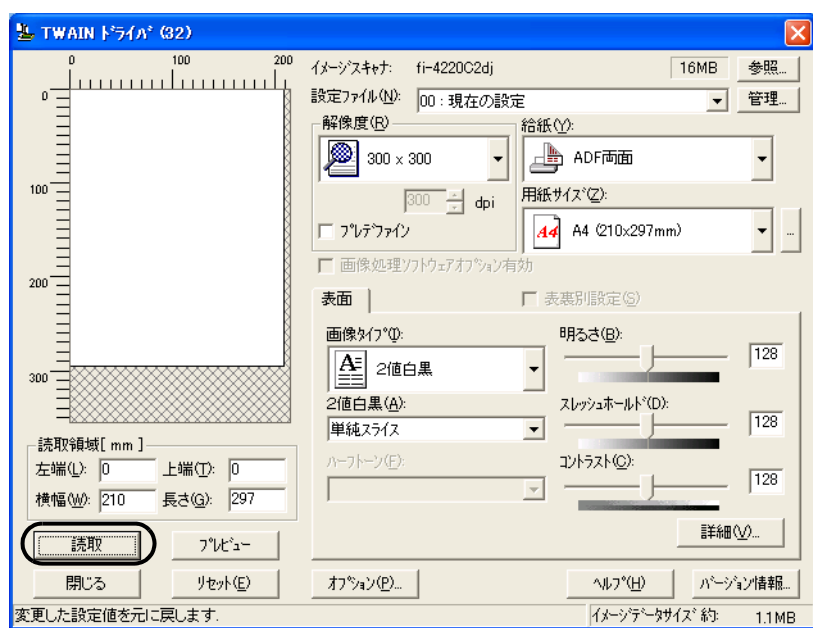 TWAIN ﾄﾞﾗｲﾊﾞ (32)
0 100 200
0
100
200
300
ｲﾒｰｼﾞｽｷｬﾅ: fi-4220C2dj 16MB 参照...
設定ﾌｧｲﾙ(N): 00 : 現在の設定 管理...
解像度(R)
300 × 300
300 dpi
ﾌﾟﾚﾃﾞﾌｧｲﾝ
給紙(Y):
ADF両面
用紙ｻｲｽﾞ(Z):
A4 A4 (210x297mm) ...
画像処理ｿﾌﾄｳｪｱｵﾌﾟｼｮﾝ有効
表面
表裏別設定(S)
画像ﾀｲﾌﾟ(I):
A 2値白黒
2値白黒(A):
単純ｽﾗｲｽ
ﾊｰﾌﾄｰﾝ(F):
明るさ(B):
128
ｽﾚｯｼｭﾎｰﾙﾄﾞ(D):
128
ｺﾝﾄﾗｽﾄ(C):
128
詳細(V)...
読取領域[ mm ]
左端(L): 0 上端(T): 0
横幅(W): 210 長さ(G): 297
読取 ﾌﾟﾚﾋﾞｭｰ
閉じる ﾘｾｯﾄ(E) ｵﾌﾟｼｮﾝ(P)... ﾍﾙﾌﾟ(H) ﾊﾞｰｼﾞｮﾝ情報...
変更した設定値を元に戻します. ｲﾒｰｼﾞﾃﾞｰﾀｻｲｽﾞ 約: 1.1MB